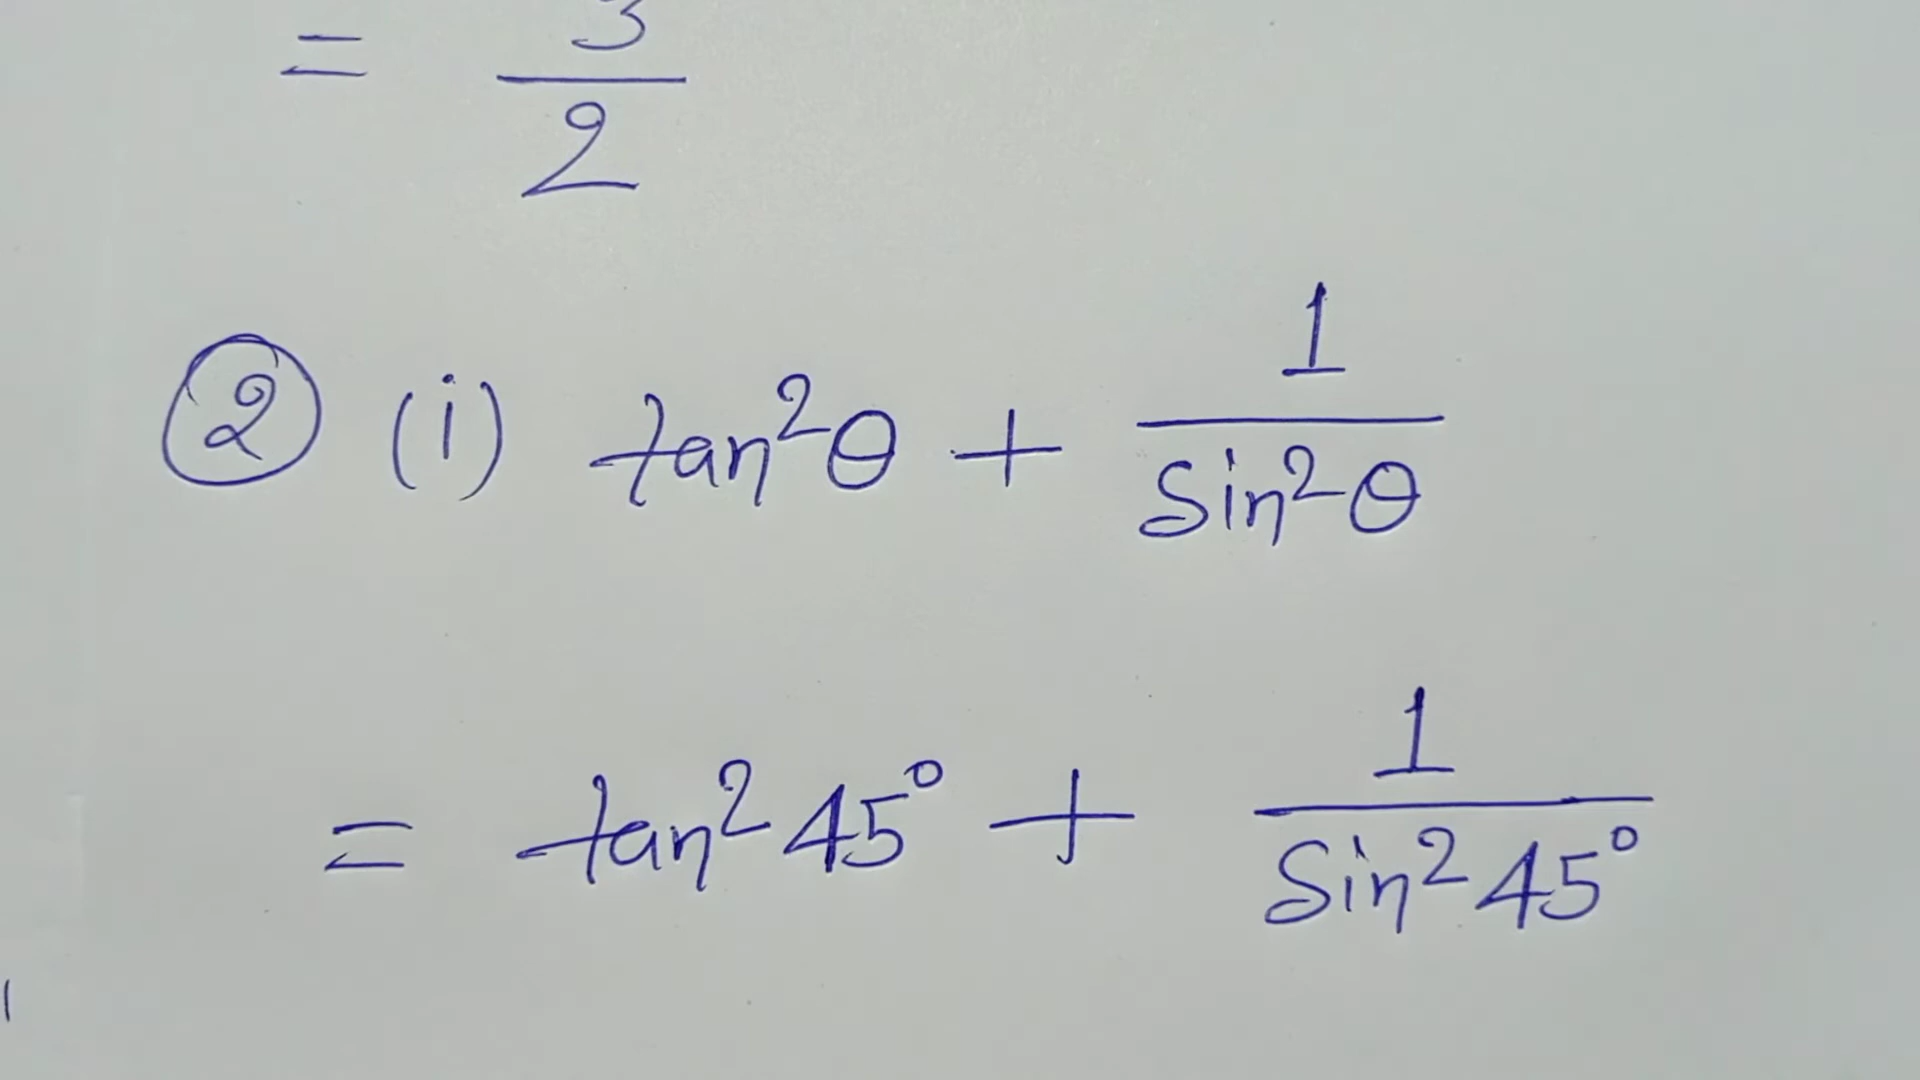 = 3/2
② (i) tan²θ + 1/Sin²θ
= tan²45° + 1/Sin²45°